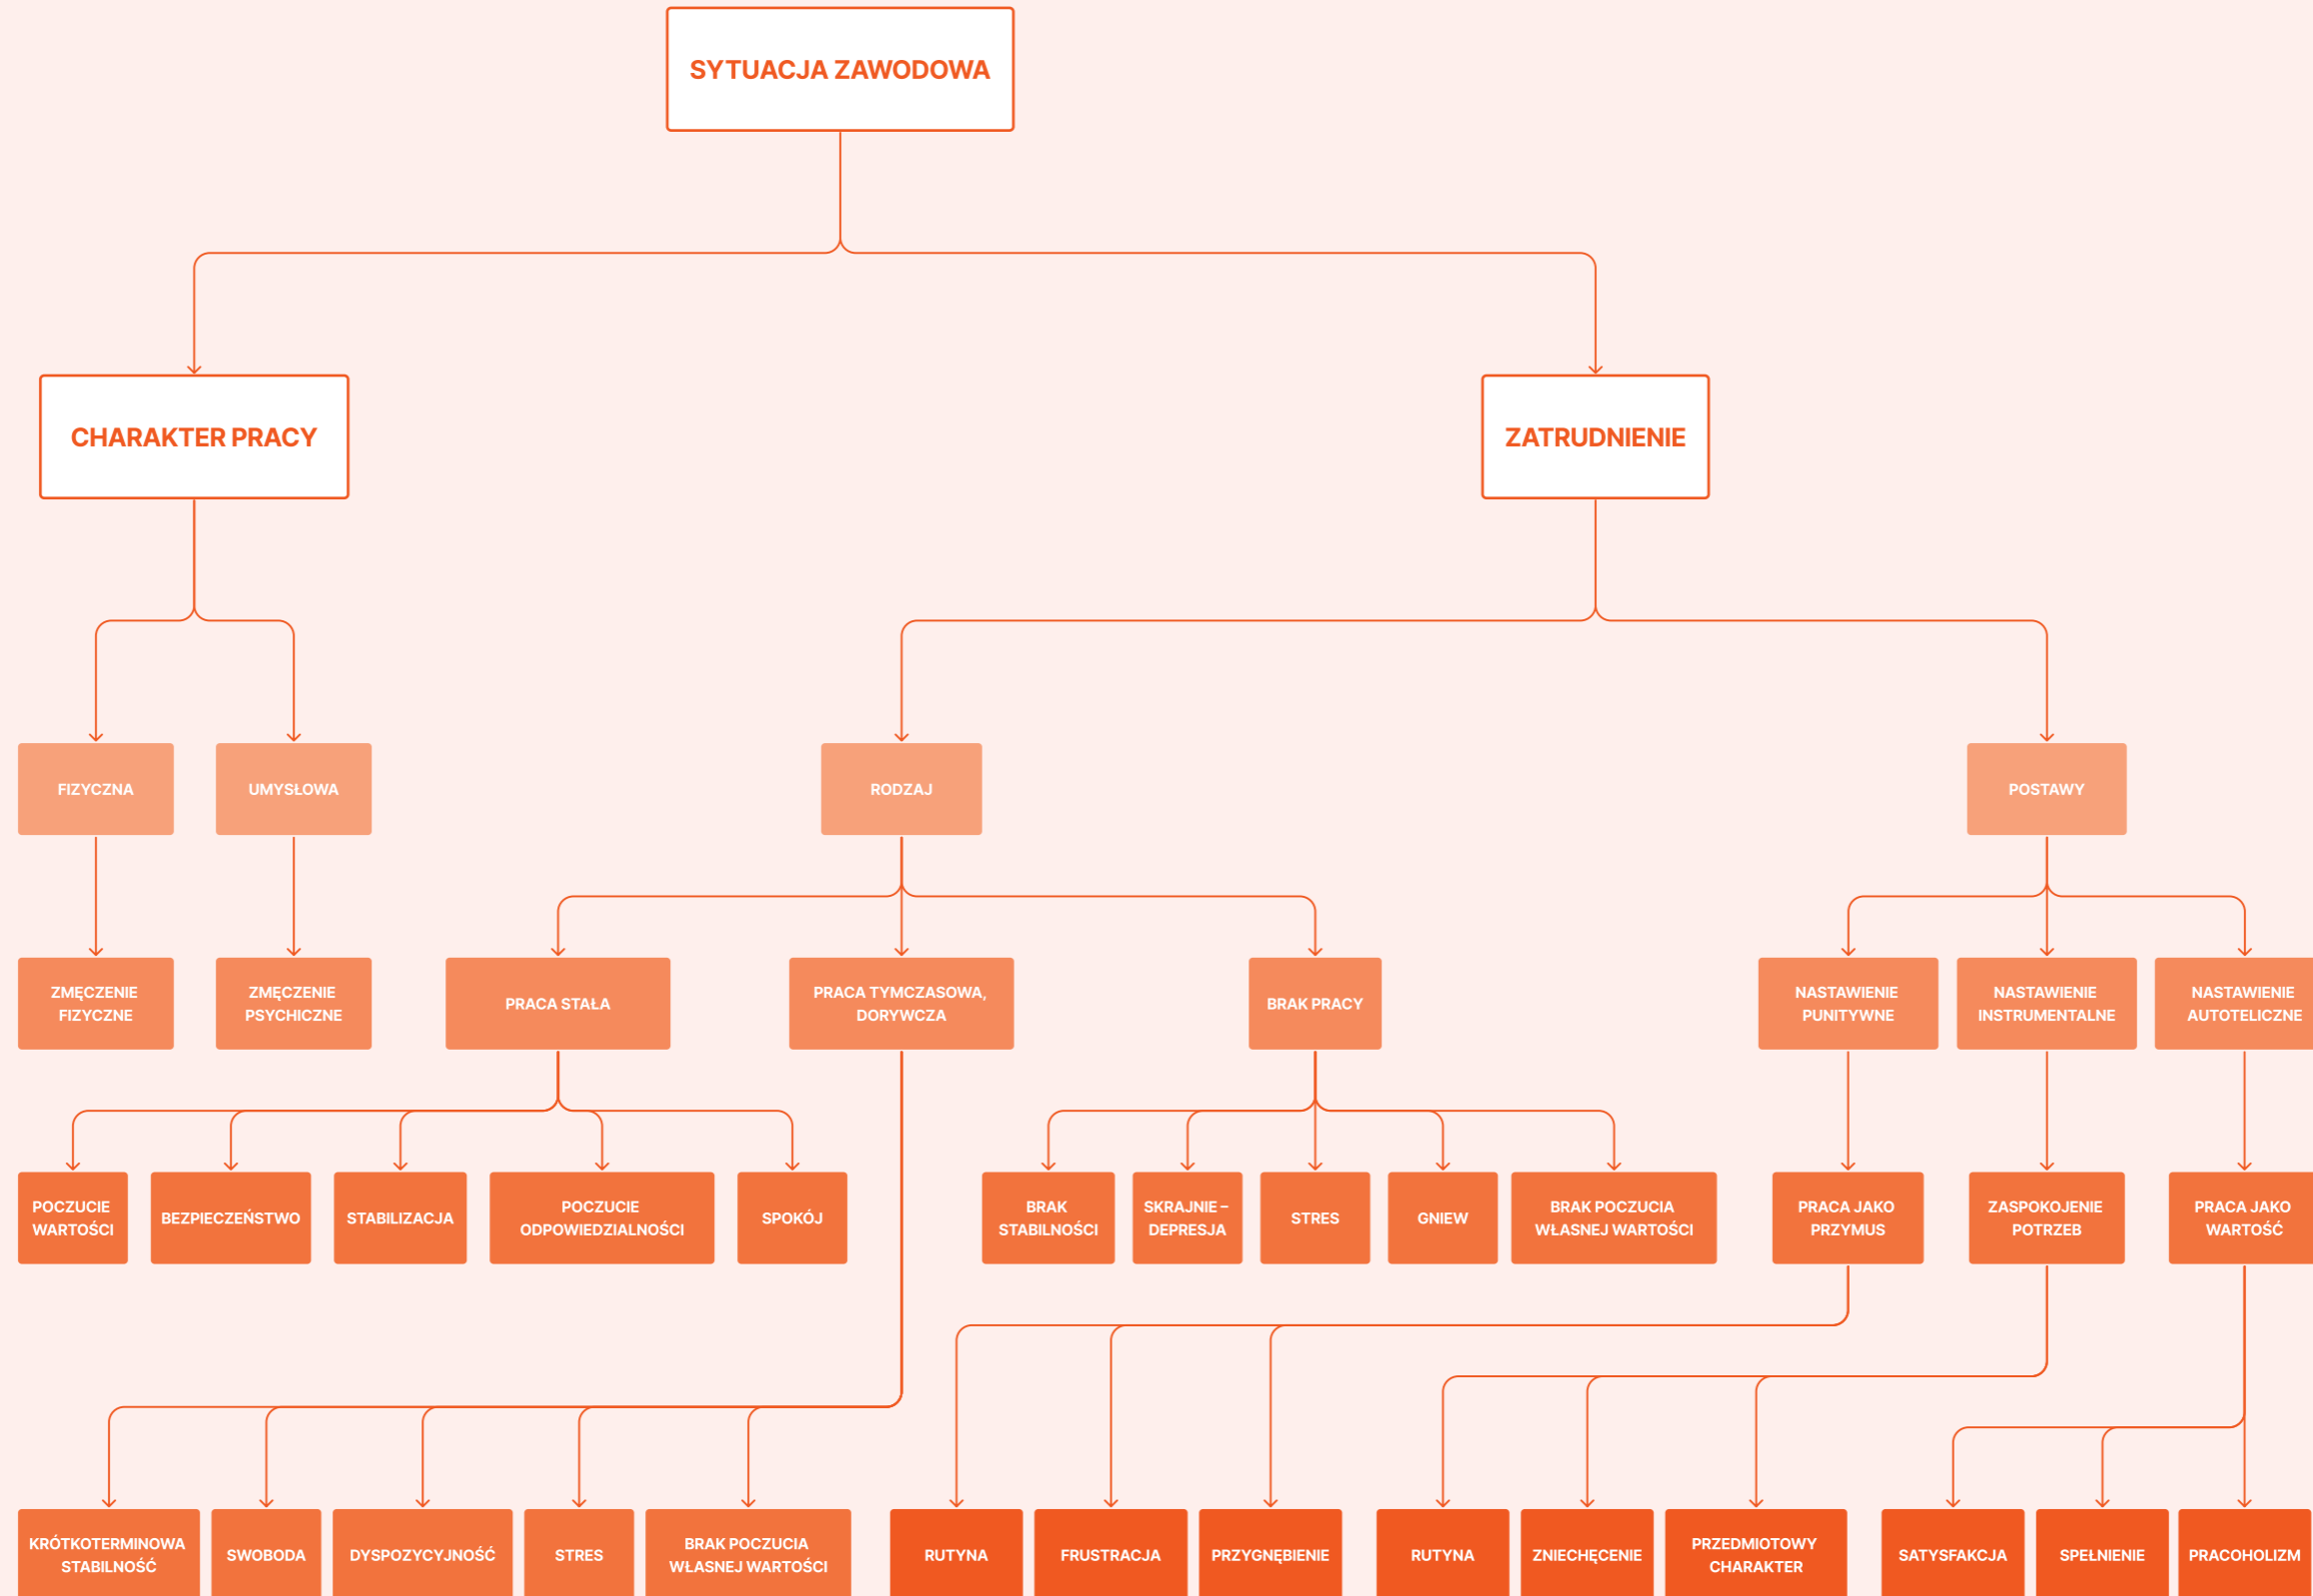 SYTUACJA ZAWODOWA
CHARAKTER PRACY
ZATRUDNIENIE
FIZYCZNA
UMYSŁOWA
RODZAJ
POSTAWY
ZMĘCZENIE
FIZYCZNE
ZMĘCZENIE
PSYCHICZNE
PRACA STAŁA
PRACA TYMCZASOWA,
DORYWCZA
BRAK PRACY
NASTAWIENIE
PUNITYWNE
NASTAWIENIE
INSTRUMENTALNE
NASTAWIENIE
AUTOTELICZNE
POCZUCIE
WARTOŚCI
BEZPIECZEŃSTWO
STABILIZACJA
POCZUCIE
ODPOWIEDZIALNOŚCI
SPOKÓJ
BRAK
STABILNOŚCI
SKRAJNIE –
DEPRESJA
STRES
GNIEW
BRAK POCZUCIA
WŁASNEJ WARTOŚCI
PRACA JAKO
PRZYMUS
ZASPOKOJENIE
POTRZEB
PRACA JAKO
WARTOŚĆ
KRÓTKOTERMINOWA
STABILNOŚĆ
SWOBODA
DYSPOZYCYJNOŚĆ
STRES
BRAK POCZUCIA
WŁASNEJ WARTOŚCI
RUTYNA
FRUSTRACJA
PRZYGNĘBIENIE
RUTYNA
ZNIECHĘCENIE
PRZEDMIOTOWY
CHARAKTER
SATYSFAKCJA
SPEŁNIENIE
PRACOHOLIZM